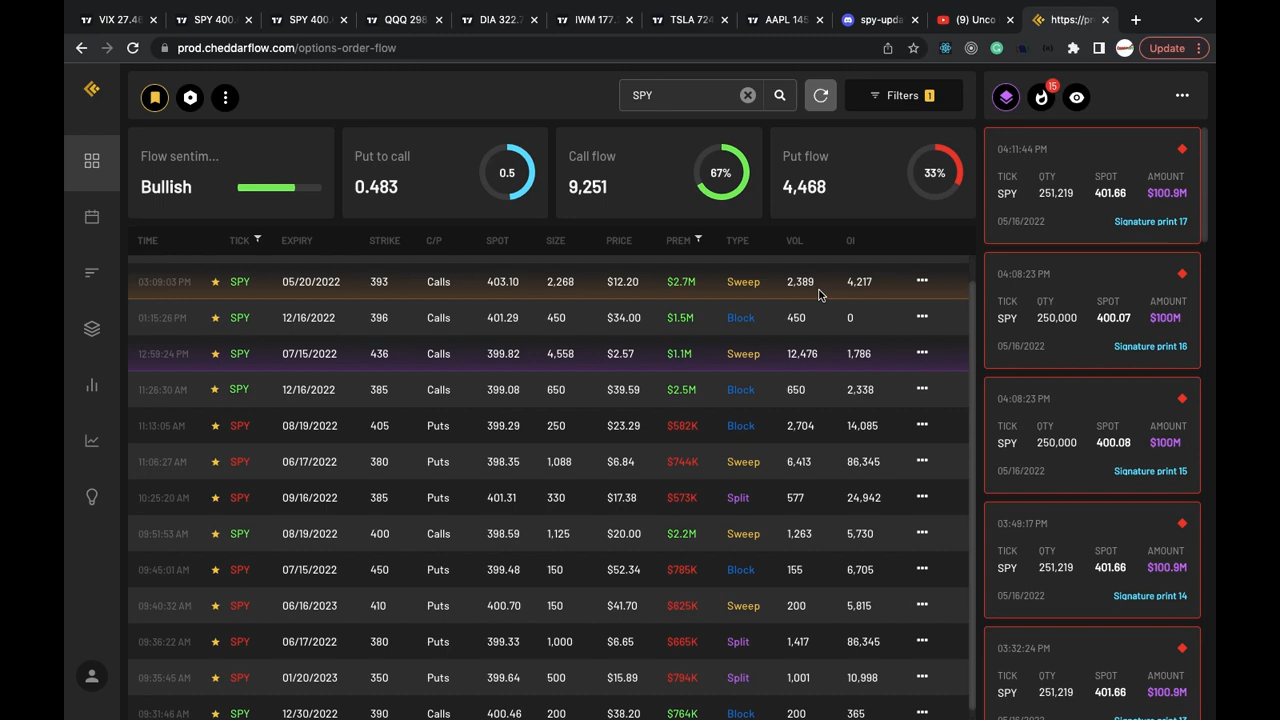 VIX 27.48 SPY 400. SPY 400. QQQ 298 DIA 322.7 IWM 177. TSLA 724 AAPL 145 spy-upda (9) Unco https://pr
prod.cheddarflow.com/options-order-flow Update
SPY Filters 1 15
Flow sentim... Put to call Call flow Put flow
Bullish 0.483 0.5 9,251 67% 4,468 33%
TIME TICK EXPIRY STRIKE C/P SPOT SIZE PRICE PREM TYPE VOL OI
03:09:03 PM SPY 05/20/2022 393 Calls 403.10 2,268 $12.20 $2.7M Sweep 2,389 4,217
01:15:26 PM SPY 12/16/2022 396 Calls 401.29 450 $34.00 $1.5M Block 450 0
12:59:24 PM SPY 07/15/2022 436 Calls 399.82 4,558 $2.57 $1.1M Sweep 12,476 1,786
11:26:30 AM SPY 12/16/2022 385 Calls 399.08 650 $39.59 $2.5M Block 650 2,338
11:13:05 AM SPY 08/19/2022 405 Puts 399.29 250 $23.29 $582K Block 2,704 14,085
11:06:27 AM SPY 06/17/2022 380 Puts 398.35 1,088 $6.84 $744K Sweep 6,413 86,345
10:25:20 AM SPY 09/16/2022 385 Puts 401.31 330 $17.38 $573K Split 577 24,942
09:51:53 AM SPY 08/19/2022 400 Puts 398.59 1,125 $20.00 $2.2M Sweep 1,263 5,730
09:45:01 AM SPY 07/15/2022 450 Puts 399.48 150 $52.34 $785K Block 155 6,705
09:40:32 AM SPY 06/16/2023 410 Puts 400.70 150 $41.70 $625K Sweep 200 5,815
09:36:22 AM SPY 06/17/2022 380 Puts 399.33 1,000 $6.65 $665K Split 1,417 86,345
09:35:45 AM SPY 01/20/2023 350 Puts 399.64 500 $15.89 $794K Split 1,001 10,998
09:31:46 AM SPY 12/30/2022 390 Calls 400.46 200 $38.20 $764K Block 200 365
04:11:44 PM
TICK QTY SPOT AMOUNT
SPY 251,219 401.66 $100.9M
05/16/2022 Signature print 17
04:08:23 PM
TICK QTY SPOT AMOUNT
SPY 250,000 400.07 $100M
05/16/2022 Signature print 16
04:08:23 PM
TICK QTY SPOT AMOUNT
SPY 250,000 400.08 $100M
05/16/2022 Signature print 15
03:49:17 PM
TICK QTY SPOT AMOUNT
SPY 251,219 401.66 $100.9M
05/16/2022 Signature print 14
03:32:24 PM
TICK QTY SPOT AMOUNT
SPY 251,219 401.66 $100.9M
05/16/2022 Signature print 13